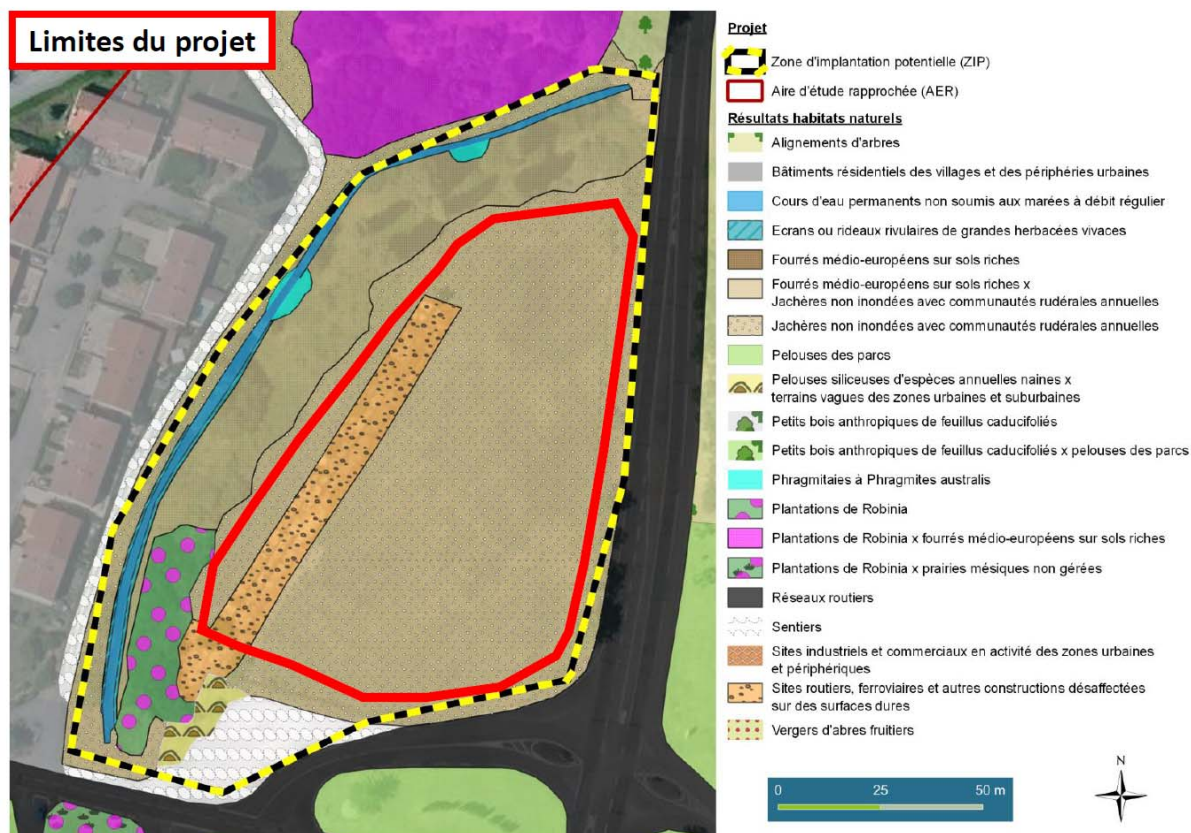 Limites du projet
Projet
Zone d'implantation potentielle (ZIP)
Aire d'étude rapprochée (AER)
Résultats habitats naturels
Alignements d'arbres
Bâtiments résidentiels des villages et des périphéries urbaines
Cours d'eau permanents non soumis aux marées à débit régulier
Ecrans ou rideaux rivulaires de grandes herbacées vivaces
Fourrés médio-européens sur sols riches
Fourrés médio-européens sur sols riches x
Jachères non inondées avec communautés rudérales annuelles
Jachères non inondées avec communautés rudérales annuelles
Pelouses des parcs
Pelouses siliceuses d'espèces annuelles naines x
terrains vagues des zones urbaines et suburbaines
Petits bois anthropiques de feuillus caducifoliés
Petits bois anthropiques de feuillus caducifoliés x pelouses des parcs
Phragmitaies à Phragmites australis
Plantations de Robinia
Plantations de Robinia x fourrés médio-européens sur sols riches
Plantations de Robinia x prairies mésiques non gérées
Réseaux routiers
Sentiers
Sites industriels et commerciaux en activité des zones urbaines
et périphériques
Sites routiers, ferroviaires et autres constructions désaffectées
sur des surfaces dures
Vergers d'abres fruitiers
0 25 50 m
N